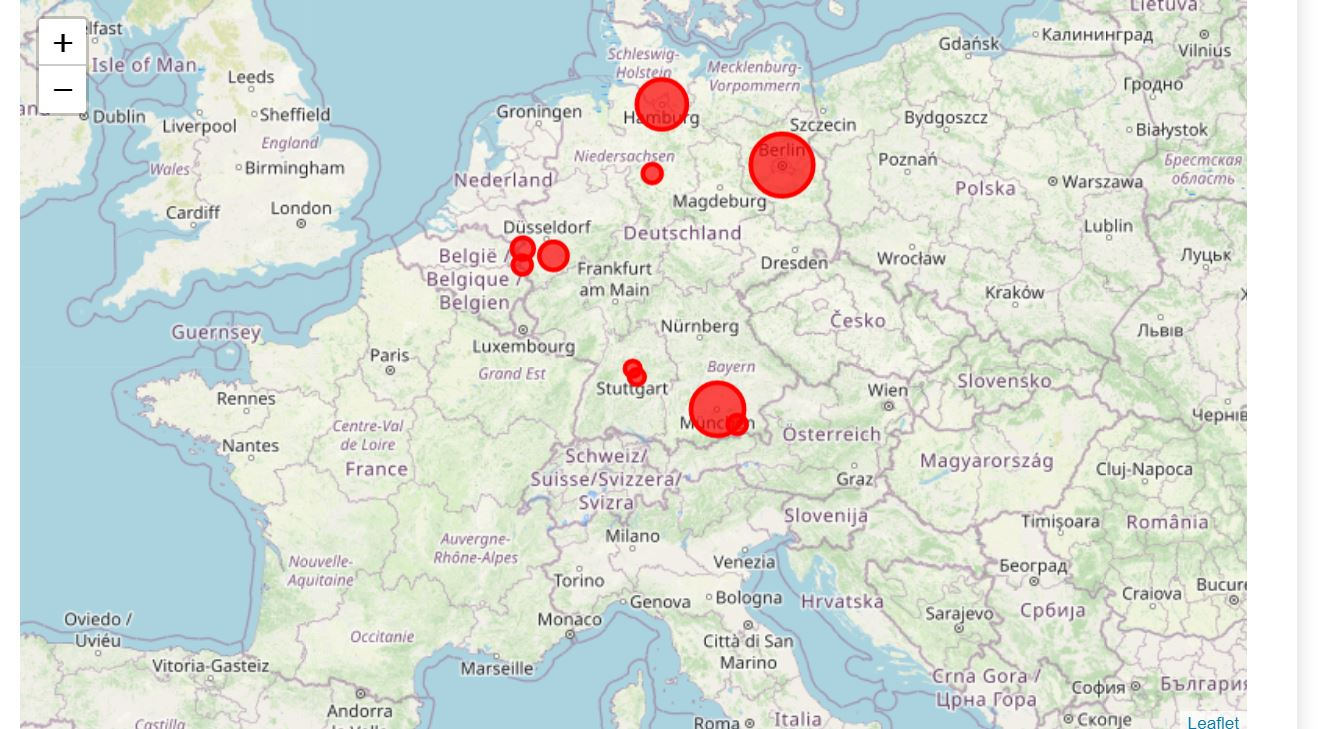 Lietuva
+
elfast
Gdańsk
Калининград
Vilnius
Isle of Man
Schleswig-
Holstein
Mecklenburg-
Vorpommern
Leeds
−
Гродно
Dublin
Sheffield
Groningen
Hamburg
Szczecin
Bydgoszcz
Liverpool
Białystok
England
Berlin
Niedersachsen
Poznań
Брестская
область
Wales
Birmingham
Nederland
Polska
Warszawa
Magdeburg
Cardiff
London
Düsseldorf
Deutschland
Lublin
België /
Belgique /
Belgien
Frankfurt
am Main
Dresden
Wrocław
Луцьк
Kraków
Česko
Guernsey
Nürnberg
Львів
Luxembourg
Paris
Grand Est
Bayern
Stuttgart
Wien
Slovensko
Rennes
München
Чернів
Centre-Val
de Loire
Österreich
Nantes
France
Schweiz/
Suisse/Svizzera/
Svizra
Magyarország
Cluj-Napoca
Graz
Slovenija
Timișoara
România
Milano
Auvergne-
Rhône-Alpes
Venezia
Nouvelle-
Aquitaine
Torino
Београд
Genova
Bologna
Hrvatska
Craiova
Bucure
Oviedo /
Uviéu
Monaco
Sarajevo
Србија
Occitanie
Città di San
Marino
Vitoria-Gasteiz
Marseille
Crna Gora /
Црна Гора
София
България
Andorra
la Vella
Castilla
Roma
Italia
Скопје
Leaflet